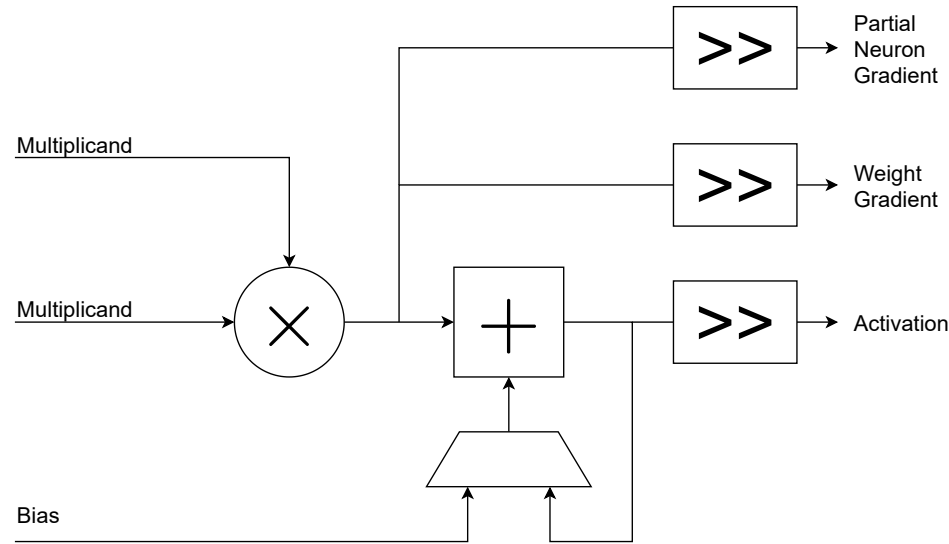 Partial
Neuron
Gradient
>>
Multiplicand
Weight
Gradient
>>
Multiplicand
×
+
>>
Activation
Bias